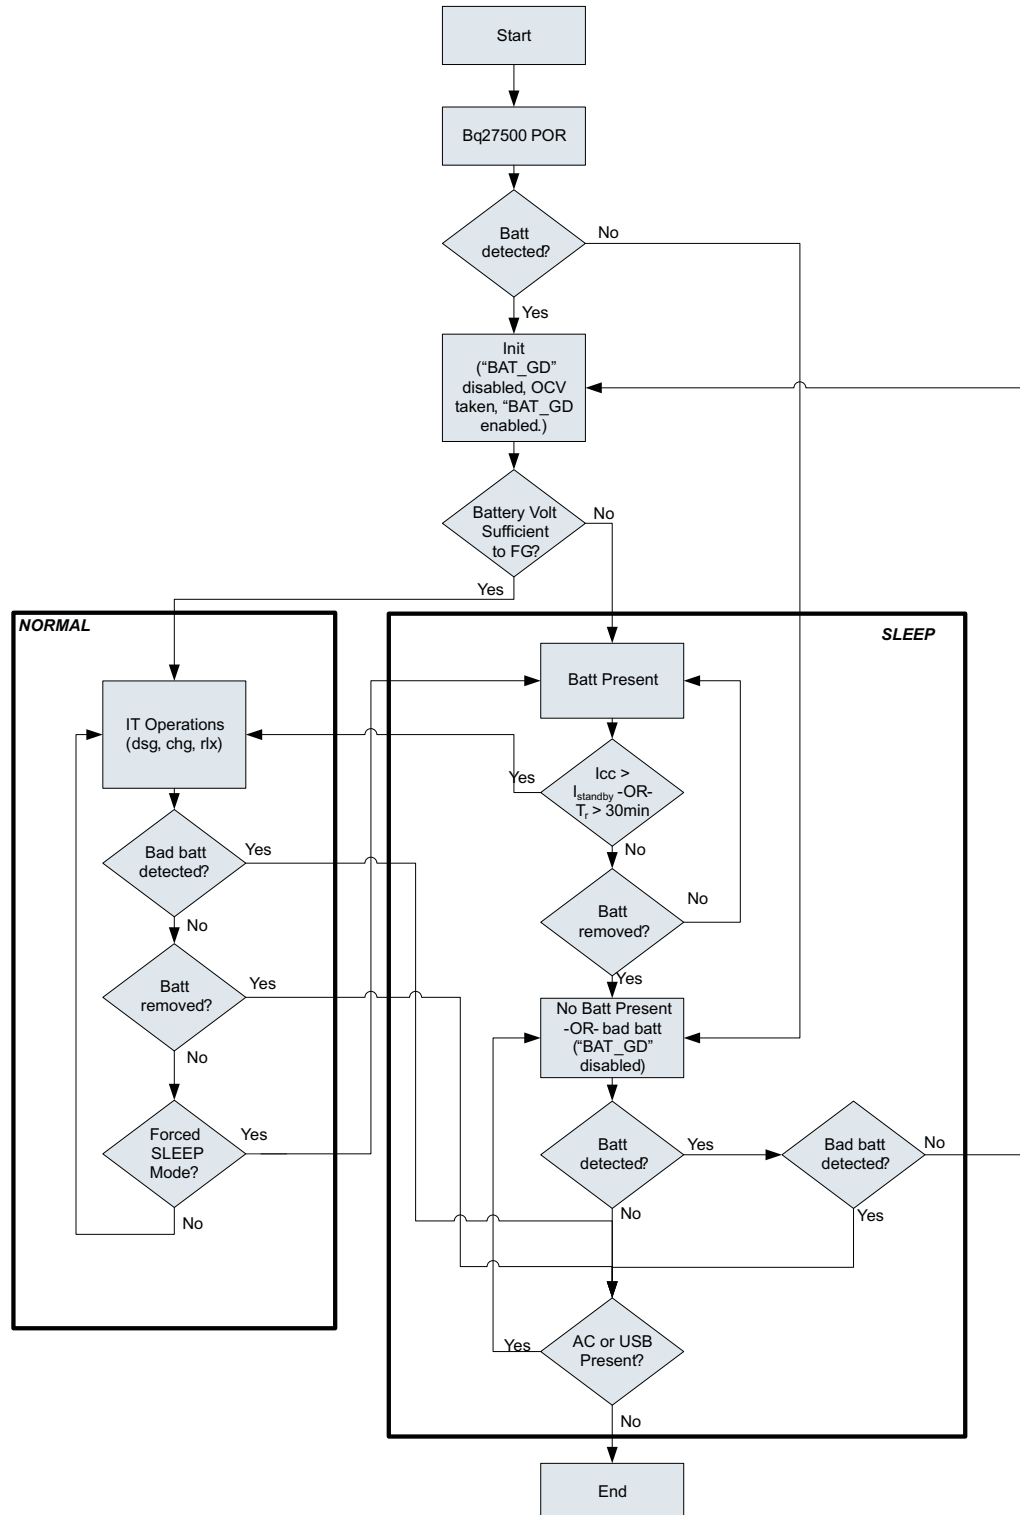 Start
Bq27500 POR
Batt
detected?
No
Yes
Init
(“BAT_GD”
disabled, OCV
taken, “BAT_GD
enabled.)
Battery Volt
Sufficient
to FG?
No
Yes
NORMAL
SLEEP
Batt Present
IT Operations
(dsg, chg, rlx)
Icc >
Istandby -OR-
Tr > 30min
Yes
No
Bad batt
detected?
Yes
No
Batt
removed?
No
Yes
Batt
removed?
Yes
No
No Batt Present
-OR- bad batt
(“BAT_GD”
disabled)
Forced
SLEEP
Mode?
Yes
No
Batt
detected?
Yes
No
Bad batt
detected?
No
Yes
AC or USB
Present?
Yes
No
End